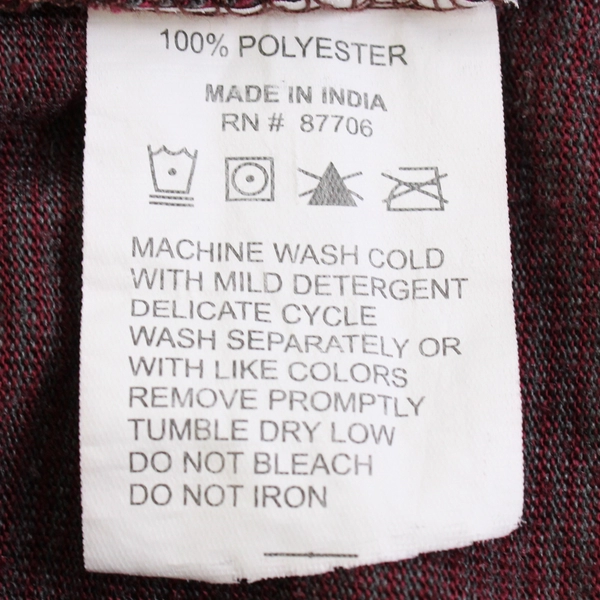 100% POLYESTER
MADE IN INDIA
RN # 87706
MACHINE WASH COLD
WITH MILD DETERGENT
DELICATE CYCLE
WASH SEPARATELY OR
WITH LIKE COLORS
REMOVE PROMPTLY
TUMBLE DRY LOW
DO NOT BLEACH
DO NOT IRON